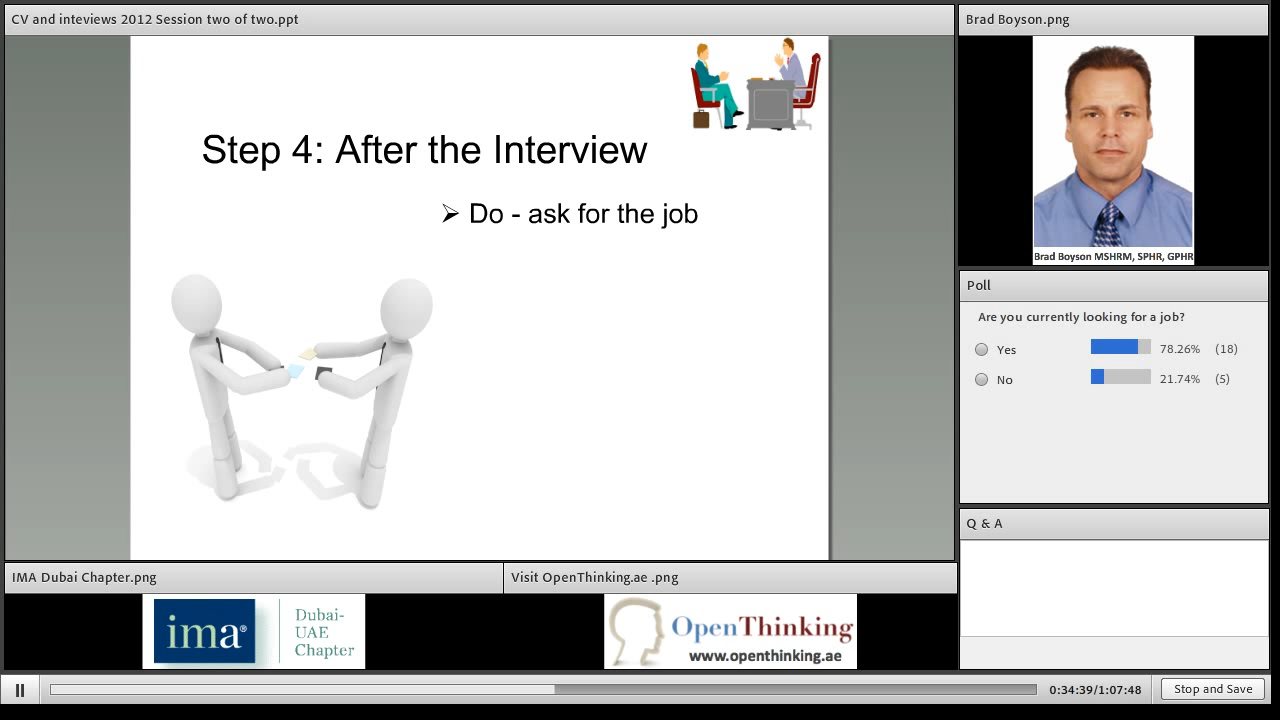 CV and inteviews 2012 Session two of two.ppt
Step 4: After the Interview
➢ Do - ask for the job
Brad Boyson.png
Brad Boyson MSHRM, SPHR, GPHR
Poll
Are you currently looking for a job?
Yes 78.26% (18)
No 21.74% (5)
Q & A
IMA Dubai Chapter.png
ima®
Dubai-
UAE
Chapter
Visit OpenThinking.ae .png
OpenThinking
www.openthinking.ae
0:34:39/1:07:48
Stop and Save